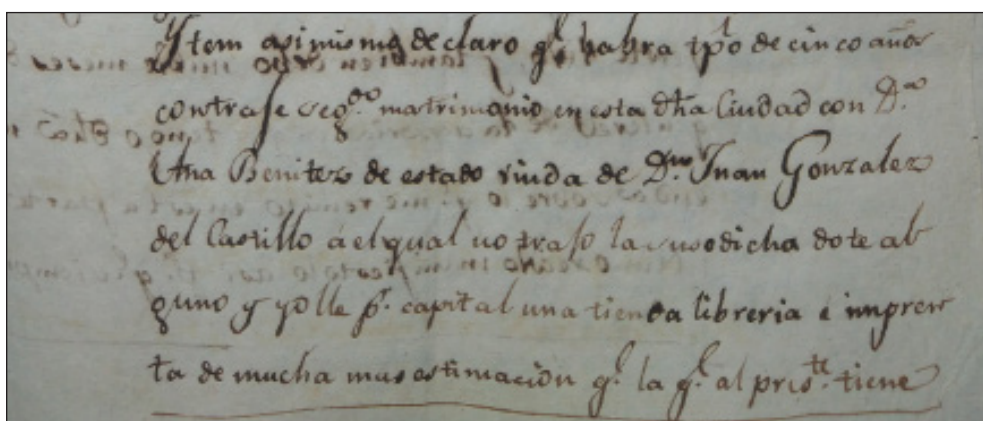 Ytem asimismo declaro q.e habra tpo de cinco años
contraje seg.do matrimonio en esta dha Ciudad con D.a
Ana Benitez de estado viuda de D.n Juan Gonzalez
del Castillo á el qual no trajo la susodicha dote al
guno y yo lle p.r capital una tienda libreria é impren
ta de mucha mas estimacion q.e la q.e al pres.te tiene